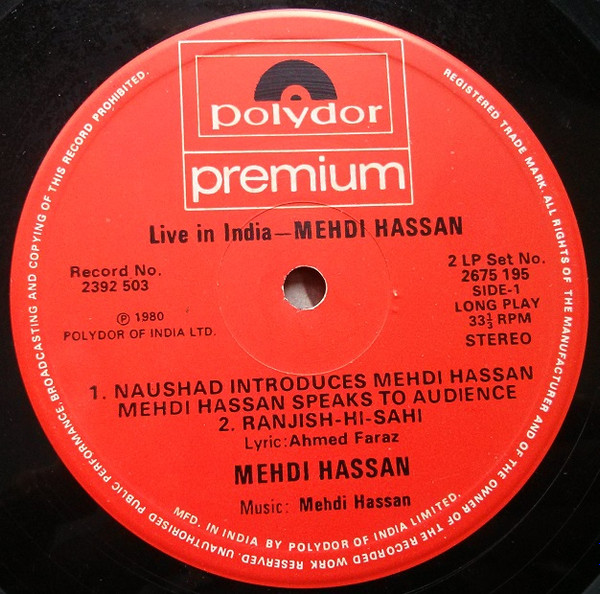 polydor
premium
Live in India—MEHDI HASSAN
Record No.
2392 503
℗ 1980
POLYDOR OF INDIA LTD.
2 LP Set No.
2675 195
SIDE-1
LONG PLAY
33⅓ RPM
STEREO
1. NAUSHAD INTRODUCES MEHDI HASSAN
MEHDI HASSAN SPEAKS TO AUDIENCE
2. RANJISH-HI-SAHI
Lyric: Ahmed Faraz
MEHDI HASSAN
Music: Mehdi Hassan
MFD. IN INDIA BY POLYDOR OF INDIA LIMITED.
REGISTERED TRADE MARK. ALL RIGHTS OF THE MANUFACTURER AND OF THE OWNER OF THE RECORDED WORK RESERVED. UNAUTHORISED PUBLIC PERFORMANCE, BROADCASTING AND COPYING OF THIS RECORD PROHIBITED.